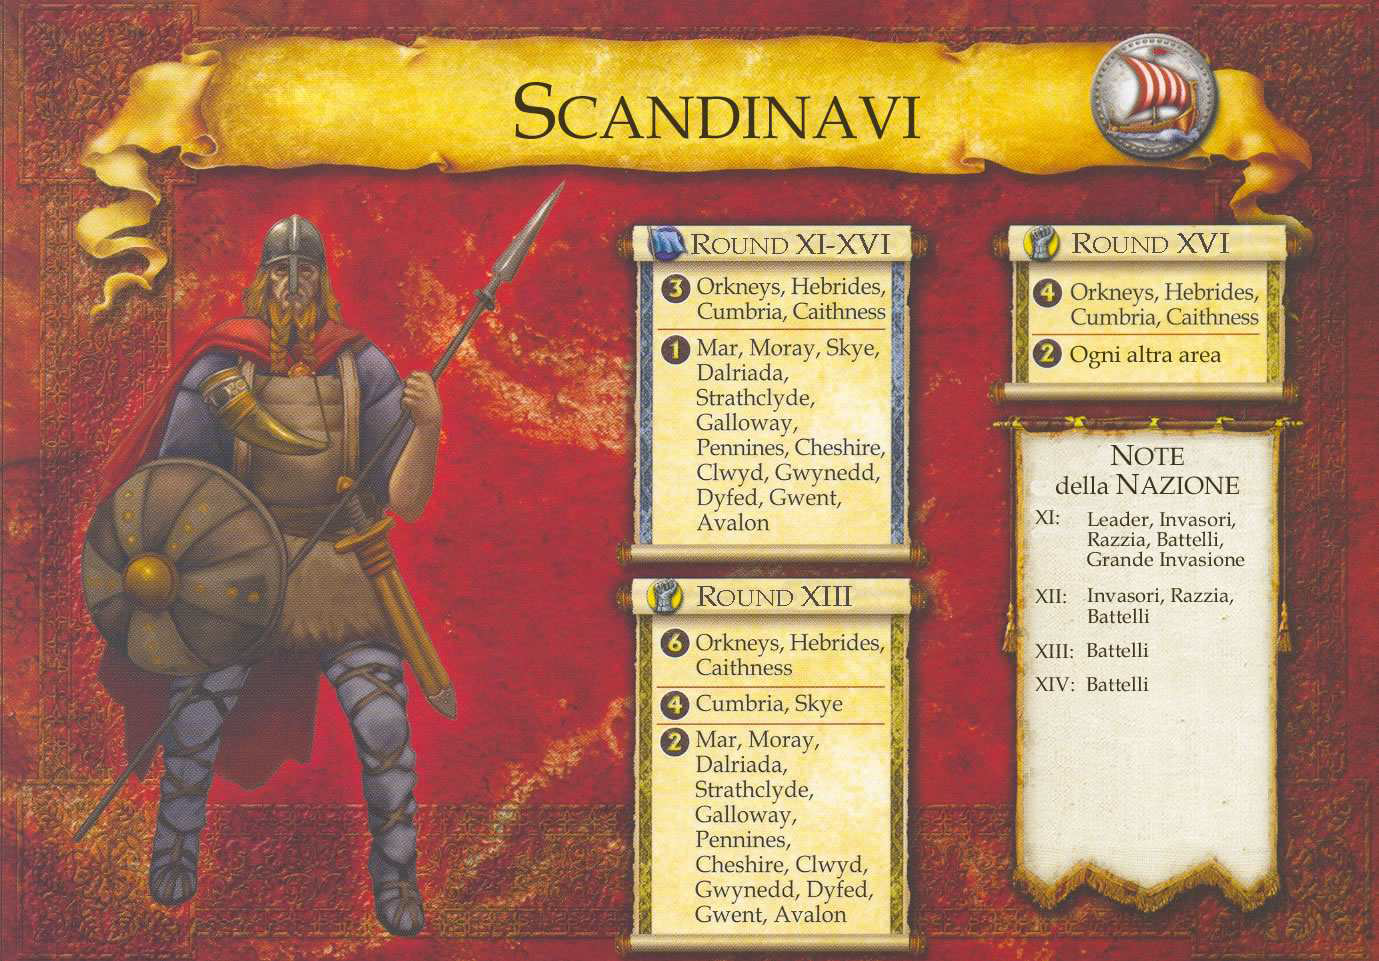 SCANDINAVI
ROUND XI-XVI
3 Orkneys, Hebrides,
Cumbria, Caithness
1 Mar, Moray, Skye,
Dalriada,
Strathclyde,
Galloway,
Pennines, Cheshire,
Clwyd, Gwynedd,
Dyfed, Gwent,
Avalon
ROUND XIII
6 Orkneys, Hebrides,
Caithness
4 Cumbria, Skye
2 Mar, Moray,
Dalriada,
Strathclyde,
Galloway,
Pennines,
Cheshire, Clwyd,
Gwynedd, Dyfed,
Gwent, Avalon
ROUND XVI
4 Orkneys, Hebrides,
Cumbria, Caithness
2 Ogni altra area
NOTE
della NAZIONE
XI: Leader, Invasori,
Razzia, Battelli,
Grande Invasione
XII: Invasori, Razzia,
Battelli
XIII: Battelli
XIV: Battelli